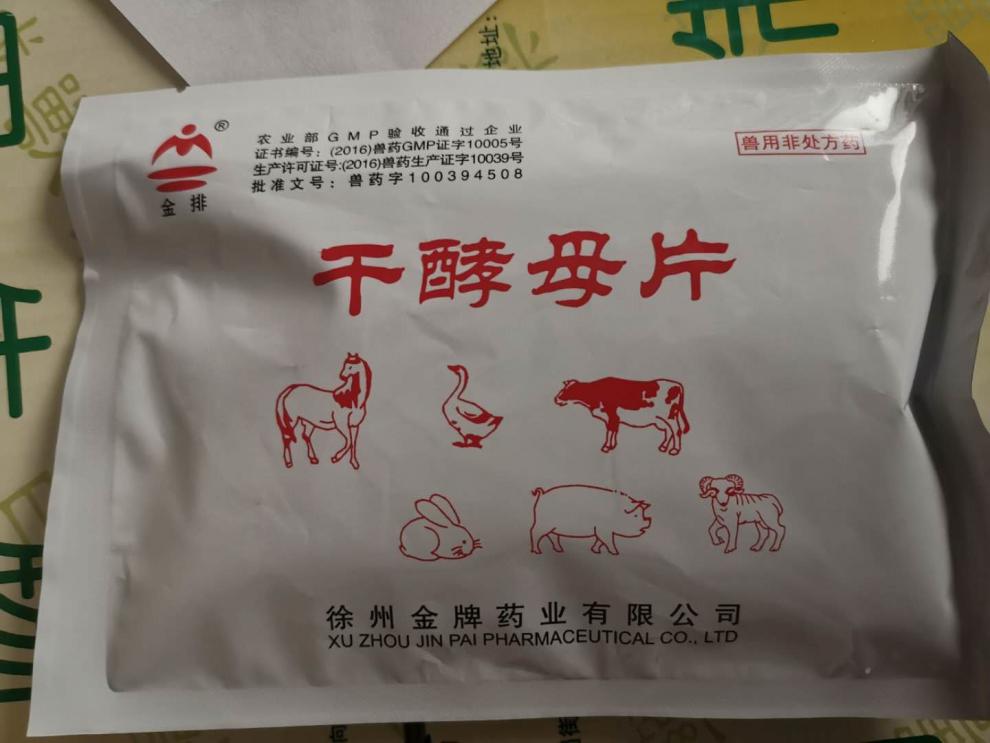 地址:
®
金排
农业部GMP验收通过企业
证书编号：(2016)兽药GMP证字10005号
生产许可证号:(2016)兽药生产证字10039号
批准文号：兽药字100394508
兽用非处方药
干酵母片
徐州金牌药业有限公司
XU ZHOU JIN PAI PHARMACEUTICAL CO., LTD